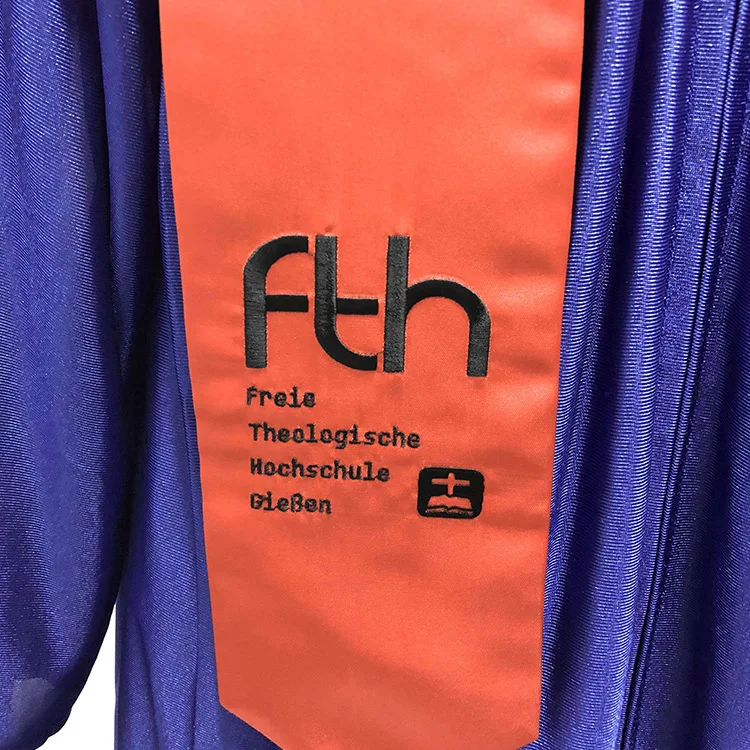 fth
Freie
Theologische
Hochschule
Gießen